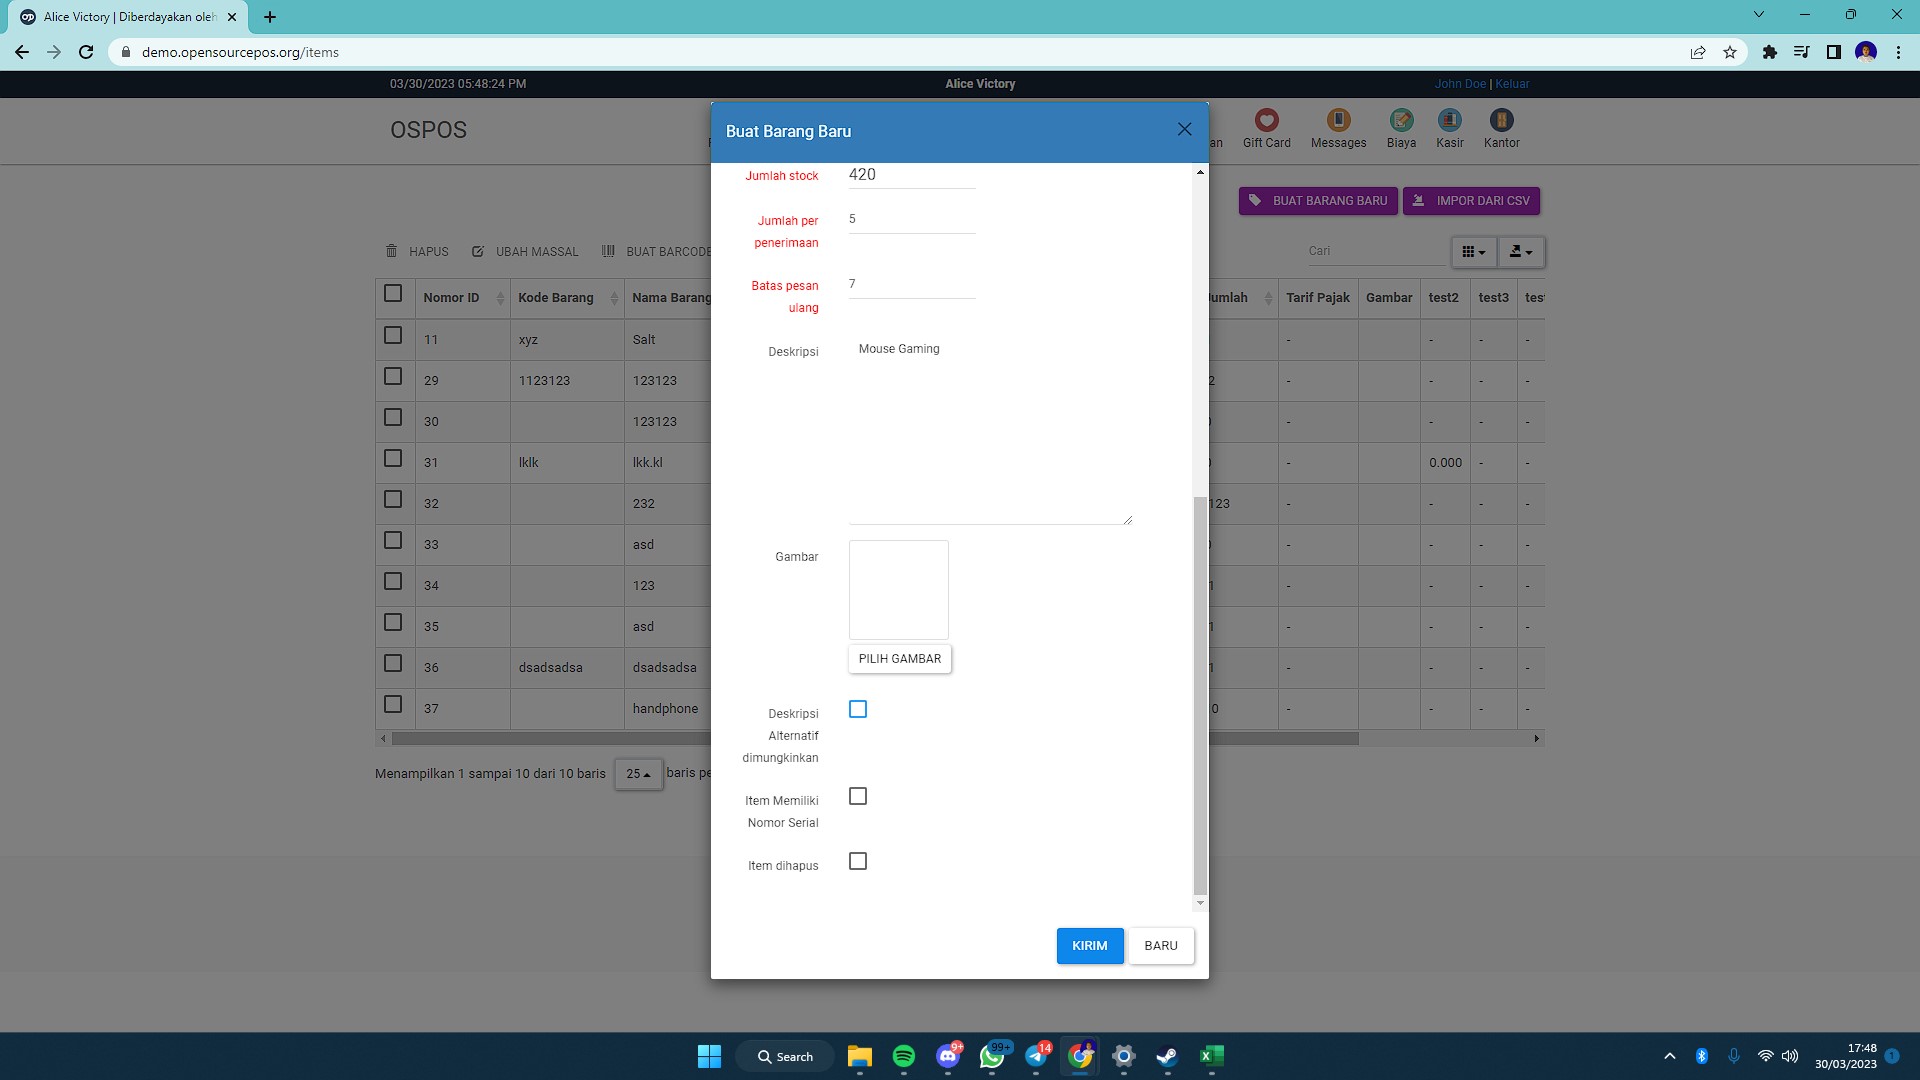 Alice Victory | Diberdayakan oleh
demo.opensourcepos.org/items
03/30/2023 05:48:24 PM
Alice Victory
John Doe | Keluar
OSPOS
Gift Card
Messages
Biaya
Kasir
Kantor
BUAT BARANG BARU
IMPOR DARI CSV
HAPUS
UBAH MASSAL
BUAT BARCODE
Cari
Nomor ID Kode Barang Nama Barang Jumlah Tarif Pajak Gambar test2 test3
11 xyz Salt - - - -
29 1123123 123123 2 - - - -
30 123123 - - - -
31 lklk lkk.kl - 0.000 - -
32 232 123 - - - -
33 asd - - - -
34 123 1 - - - -
35 asd 1 - - - -
36 dsadsadsa dsadsadsa 1 - - - -
37 handphone 0 - - - -
Menampilkan 1 sampai 10 dari 10 baris 25 baris
Buat Barang Baru
Jumlah stock 420
Jumlah per penerimaan 5
Batas pesan ulang 7
Deskripsi Mouse Gaming
Gambar
PILIH GAMBAR
Deskripsi
Alternatif
dimungkinkan
Item Memiliki
Nomor Serial
Item dihapus
KIRIM
BARU
Search
9+
99+
14
17:48
30/03/2023
1